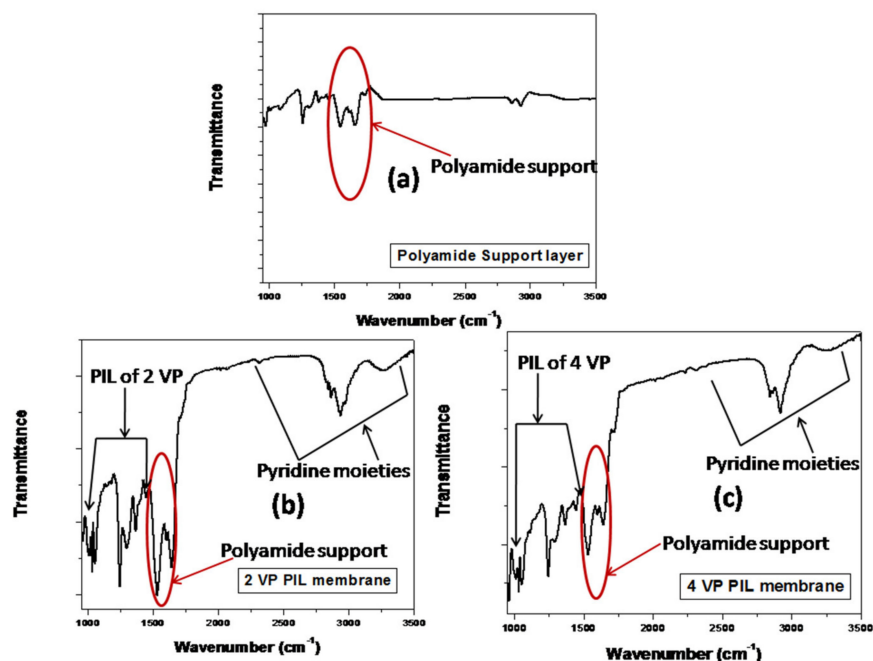 Transmittance
Polyamide support
(a)
Polyamide Support layer
1000 1500 2000 2500 3000 3500
Wavenumber (cm⁻¹)
Transmittance
PIL of 2 VP
Pyridine moieties
(b)
Polyamide support
2 VP PIL membrane
1000 1500 2000 2500 3000 3500
Wavenumber (cm⁻¹)
Transmittance
PIL of 4 VP
Pyridine moieties
(c)
Polyamide support
4 VP PIL membrane
1000 1500 2000 2500 3000 3500
Wavenumber (cm⁻¹)